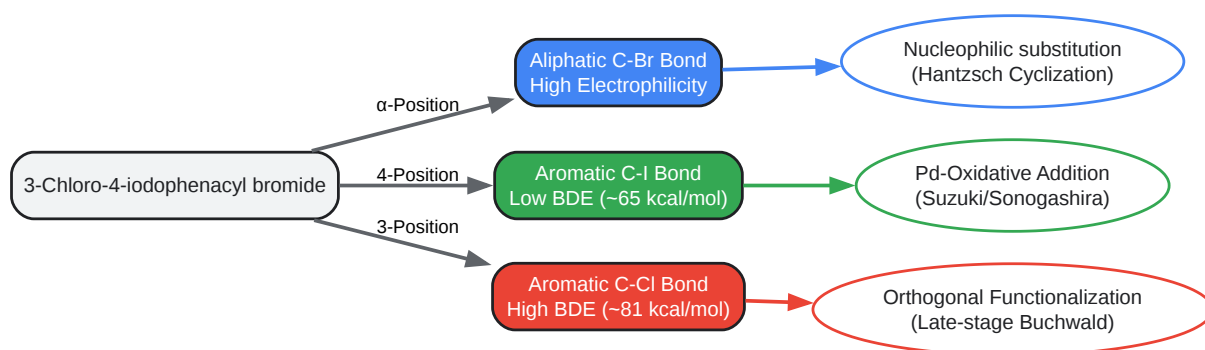 3-Chloro-4-iodophenacyl bromide
α-Position
4-Position
3-Position
Aliphatic C-Br Bond
High Electrophilicity
Aromatic C-I Bond
Low BDE (~65 kcal/mol)
Aromatic C-Cl Bond
High BDE (~81 kcal/mol)
Nucleophilic substitution
(Hantzsch Cyclization)
Pd-Oxidative Addition
(Suzuki/Sonogashira)
Orthogonal Functionalization
(Late-stage Buchwald)